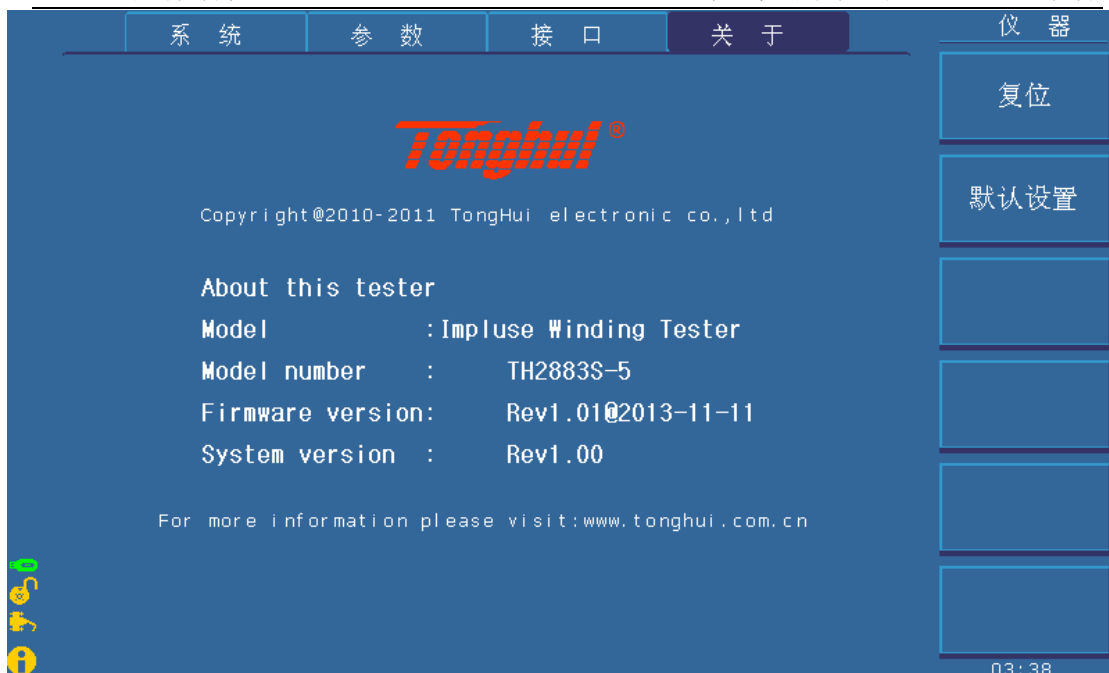 系 统 参 数 接 口 关 于 仪 器
复位
默认设置
Tonghui®
Copyright@2010-2011 TongHui electronic co.,ltd
About this tester
Model :Impluse Winding Tester
Model number : TH2883S-5
Firmware version: Rev1.01@2013-11-11
System version : Rev1.00
For more information please visit:www.tonghui.com.cn
03:38